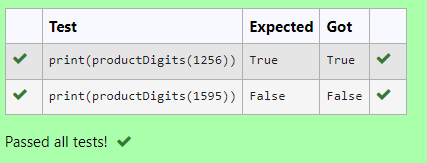 Test Expected Got
print(productDigits(1256)) True True
print(productDigits(1595)) False False
Passed all tests!